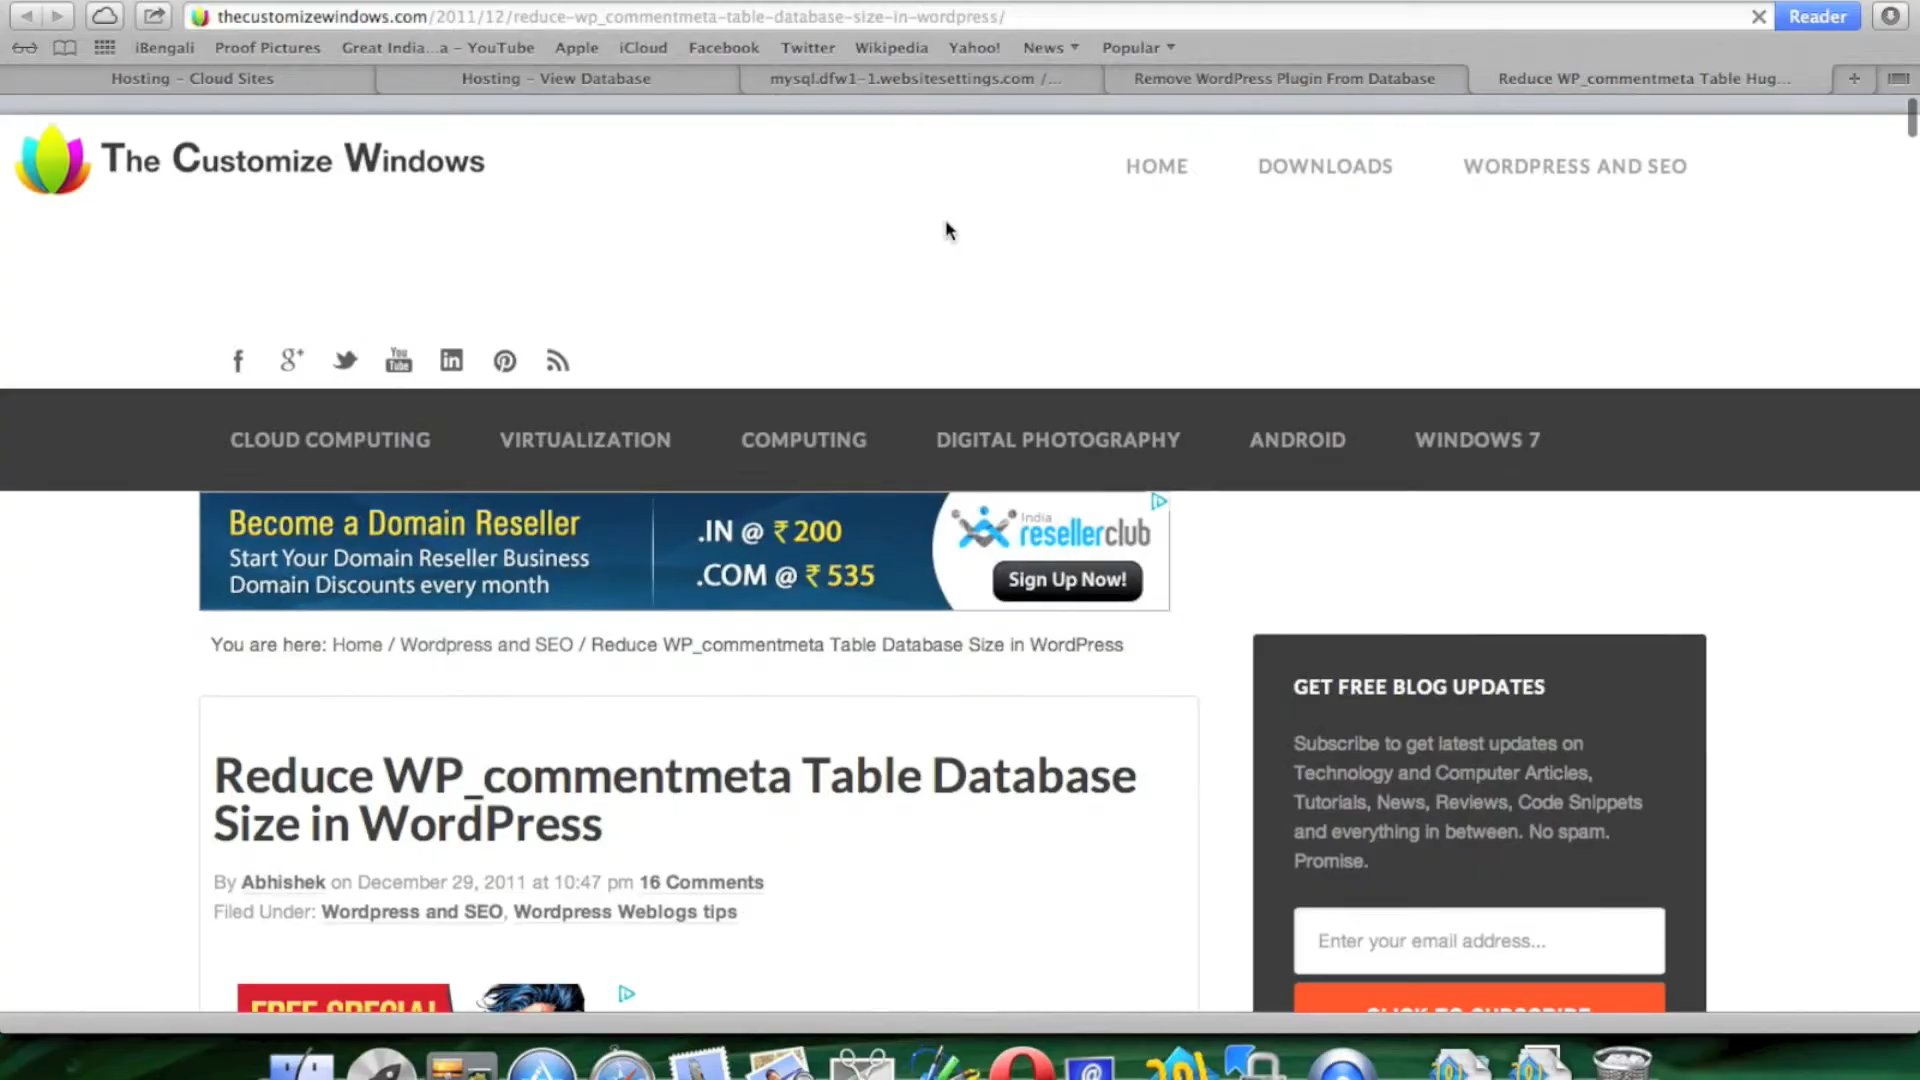 thecustomizewindows.com/2011/12/reduce-wp_commentmeta-table-database-size-in-wordpress/
Reader
iBengali Proof Pictures Great India...a – YouTube Apple iCloud Facebook Twitter Wikipedia Yahoo! News Popular
Hosting – Cloud Sites Hosting – View Database mysql.dfw1-1.websitesettings.com /... Remove WordPress Plugin From Database Reduce WP_commentmeta Table Hug...
The Customize Windows
HOME DOWNLOADS WORDPRESS AND SEO
You Tube
CLOUD COMPUTING VIRTUALIZATION COMPUTING DIGITAL PHOTOGRAPHY ANDROID WINDOWS 7
Become a Domain Reseller
Start Your Domain Reseller Business
Domain Discounts every month
.IN @ ₹ 200
.COM @ ₹ 535
India
resellerclub
Sign Up Now!
You are here: Home / Wordpress and SEO / Reduce WP_commentmeta Table Database Size in WordPress
Reduce WP_commentmeta Table Database
Size in WordPress
By Abhishek on December 29, 2011 at 10:47 pm 16 Comments
Filed Under: Wordpress and SEO, Wordpress Weblogs tips
FREE SPECIAL
GET FREE BLOG UPDATES
Subscribe to get latest updates on
Technology and Computer Articles,
Tutorials, News, Reviews, Code Snippets
and everything in between. No spam.
Promise.
Enter your email address...
CLICK TO SUBSCRIBE